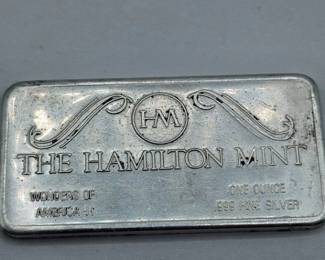 HM
THE HAMILTON MINT
WONDERS OF
AMERICA
ONE OUNCE
.999 FINE SILVER